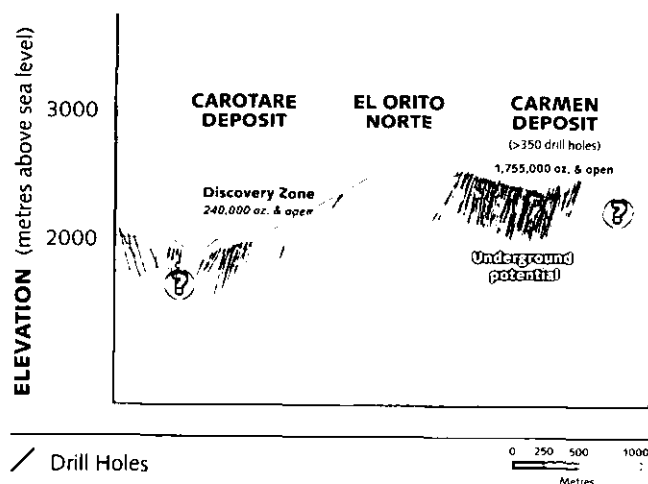 ELEVATION (metres above sea level)
3000
2000
CAROTARE
DEPOSIT
EL ORITO
NORTE
CARMEN
DEPOSIT
(>350 drill holes)
1,755,000 oz. & open
Discovery Zone
240,000 oz. & open
?
?
Underground
potential
Drill Holes
0 250 500 1000
Metres